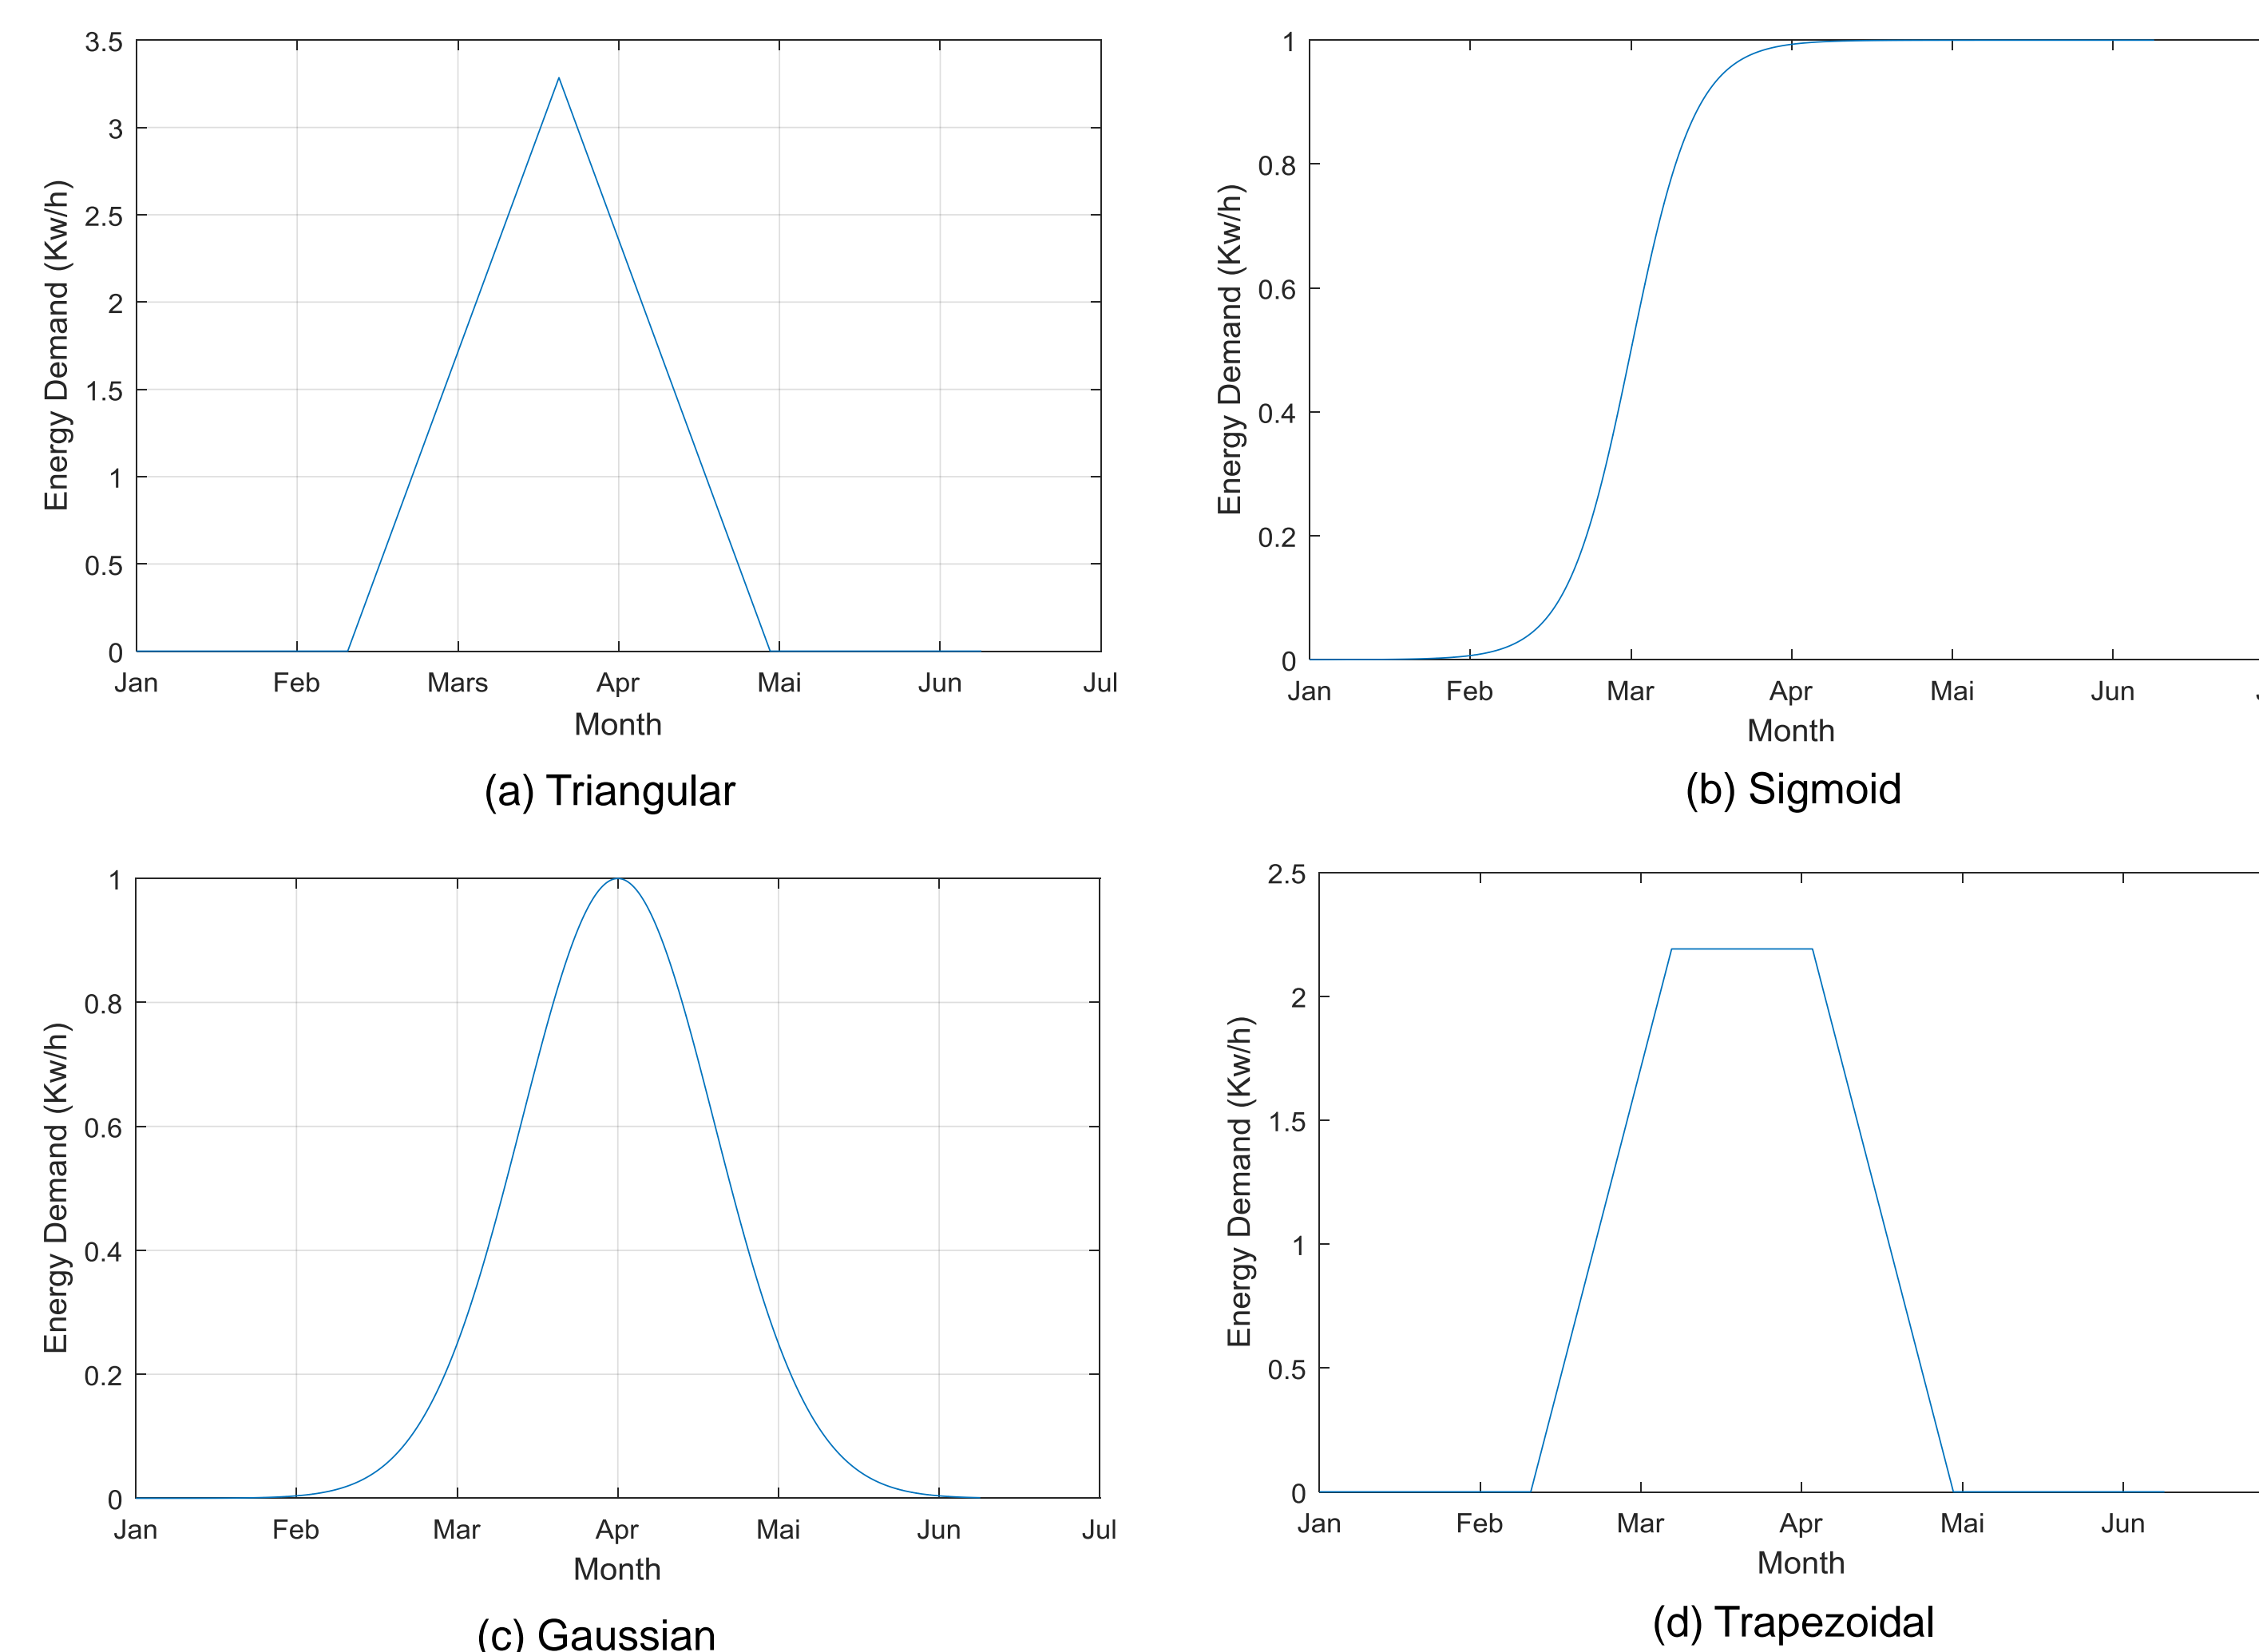 3.5
3
2.5
2
1.5
1
0.5
0
Energy Demand (Kw/h)
Jan Feb Mars Apr Mai Jun Jul
Month
(a) Triangular
1
0.8
0.6
0.4
0.2
0
Energy Demand (Kw/h)
Jan Feb Mar Apr Mai Jun
Month
(b) Sigmoid
1
0.8
0.6
0.4
0.2
0
Energy Demand (Kw/h)
Jan Feb Mar Apr Mai Jun Jul
Month
(c) Gaussian
2.5
2
1.5
1
0.5
0
Energy Demand (Kw/h)
Jan Feb Mar Apr Mai Jun
Month
(d) Trapezoidal